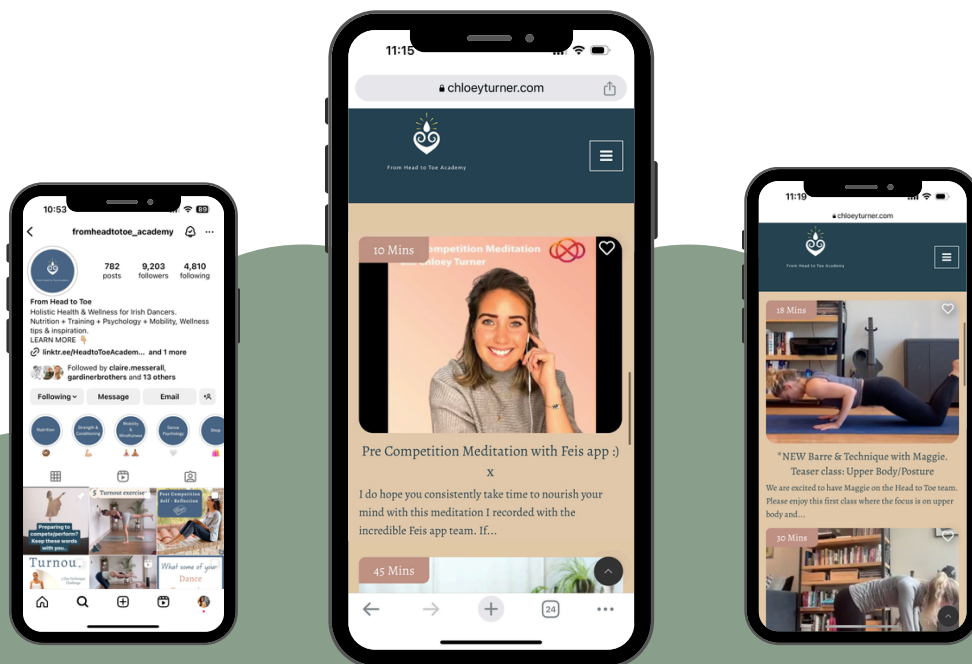 10:53
89
fromheadtotoe_academy
782
posts
9,203
followers
4,810
following
From Head to Toe
Holistic Health & Wellness for Irish Dancers.
Nutrition + Training + Psychology + Mobility, Wellness
tips & inspiration.
LEARN MORE
linktr.ee/HeadtoToeAcadem... and 1 more
Followed by claire.messerall,
gardinerbrothers and 13 others
Following
Message
Email
Nutrition
Strength &
Conditioning
Mobility
&
Mindfulness
Dance
Psychology
Shop
Preparing to
compete/perform?
Keep these words
with you..
5 Turnout exercise
Post Competition
Self - Reflection
Turnou
What some of your
Dance
11:15
chloeyturner.com
From Head to Toe Academy
10 Mins
mpetition Meditation
hloey Turner
Pre Competition Meditation with Feis app :)
x
I do hope you consistently take time to nourish your
mind with this meditation I recorded with the
incredible Feis app team. If...
45 Mins
24
11:19
chloeyturner.com
From Head to Toe Academy
18 Mins
*NEW Barre & Technique with Maggie.
Teaser class: Upper Body/Posture
We are excited to have Maggie on the Head to Toe team.
Please enjoy this first class where the focus is on upper
body and...
30 Mins